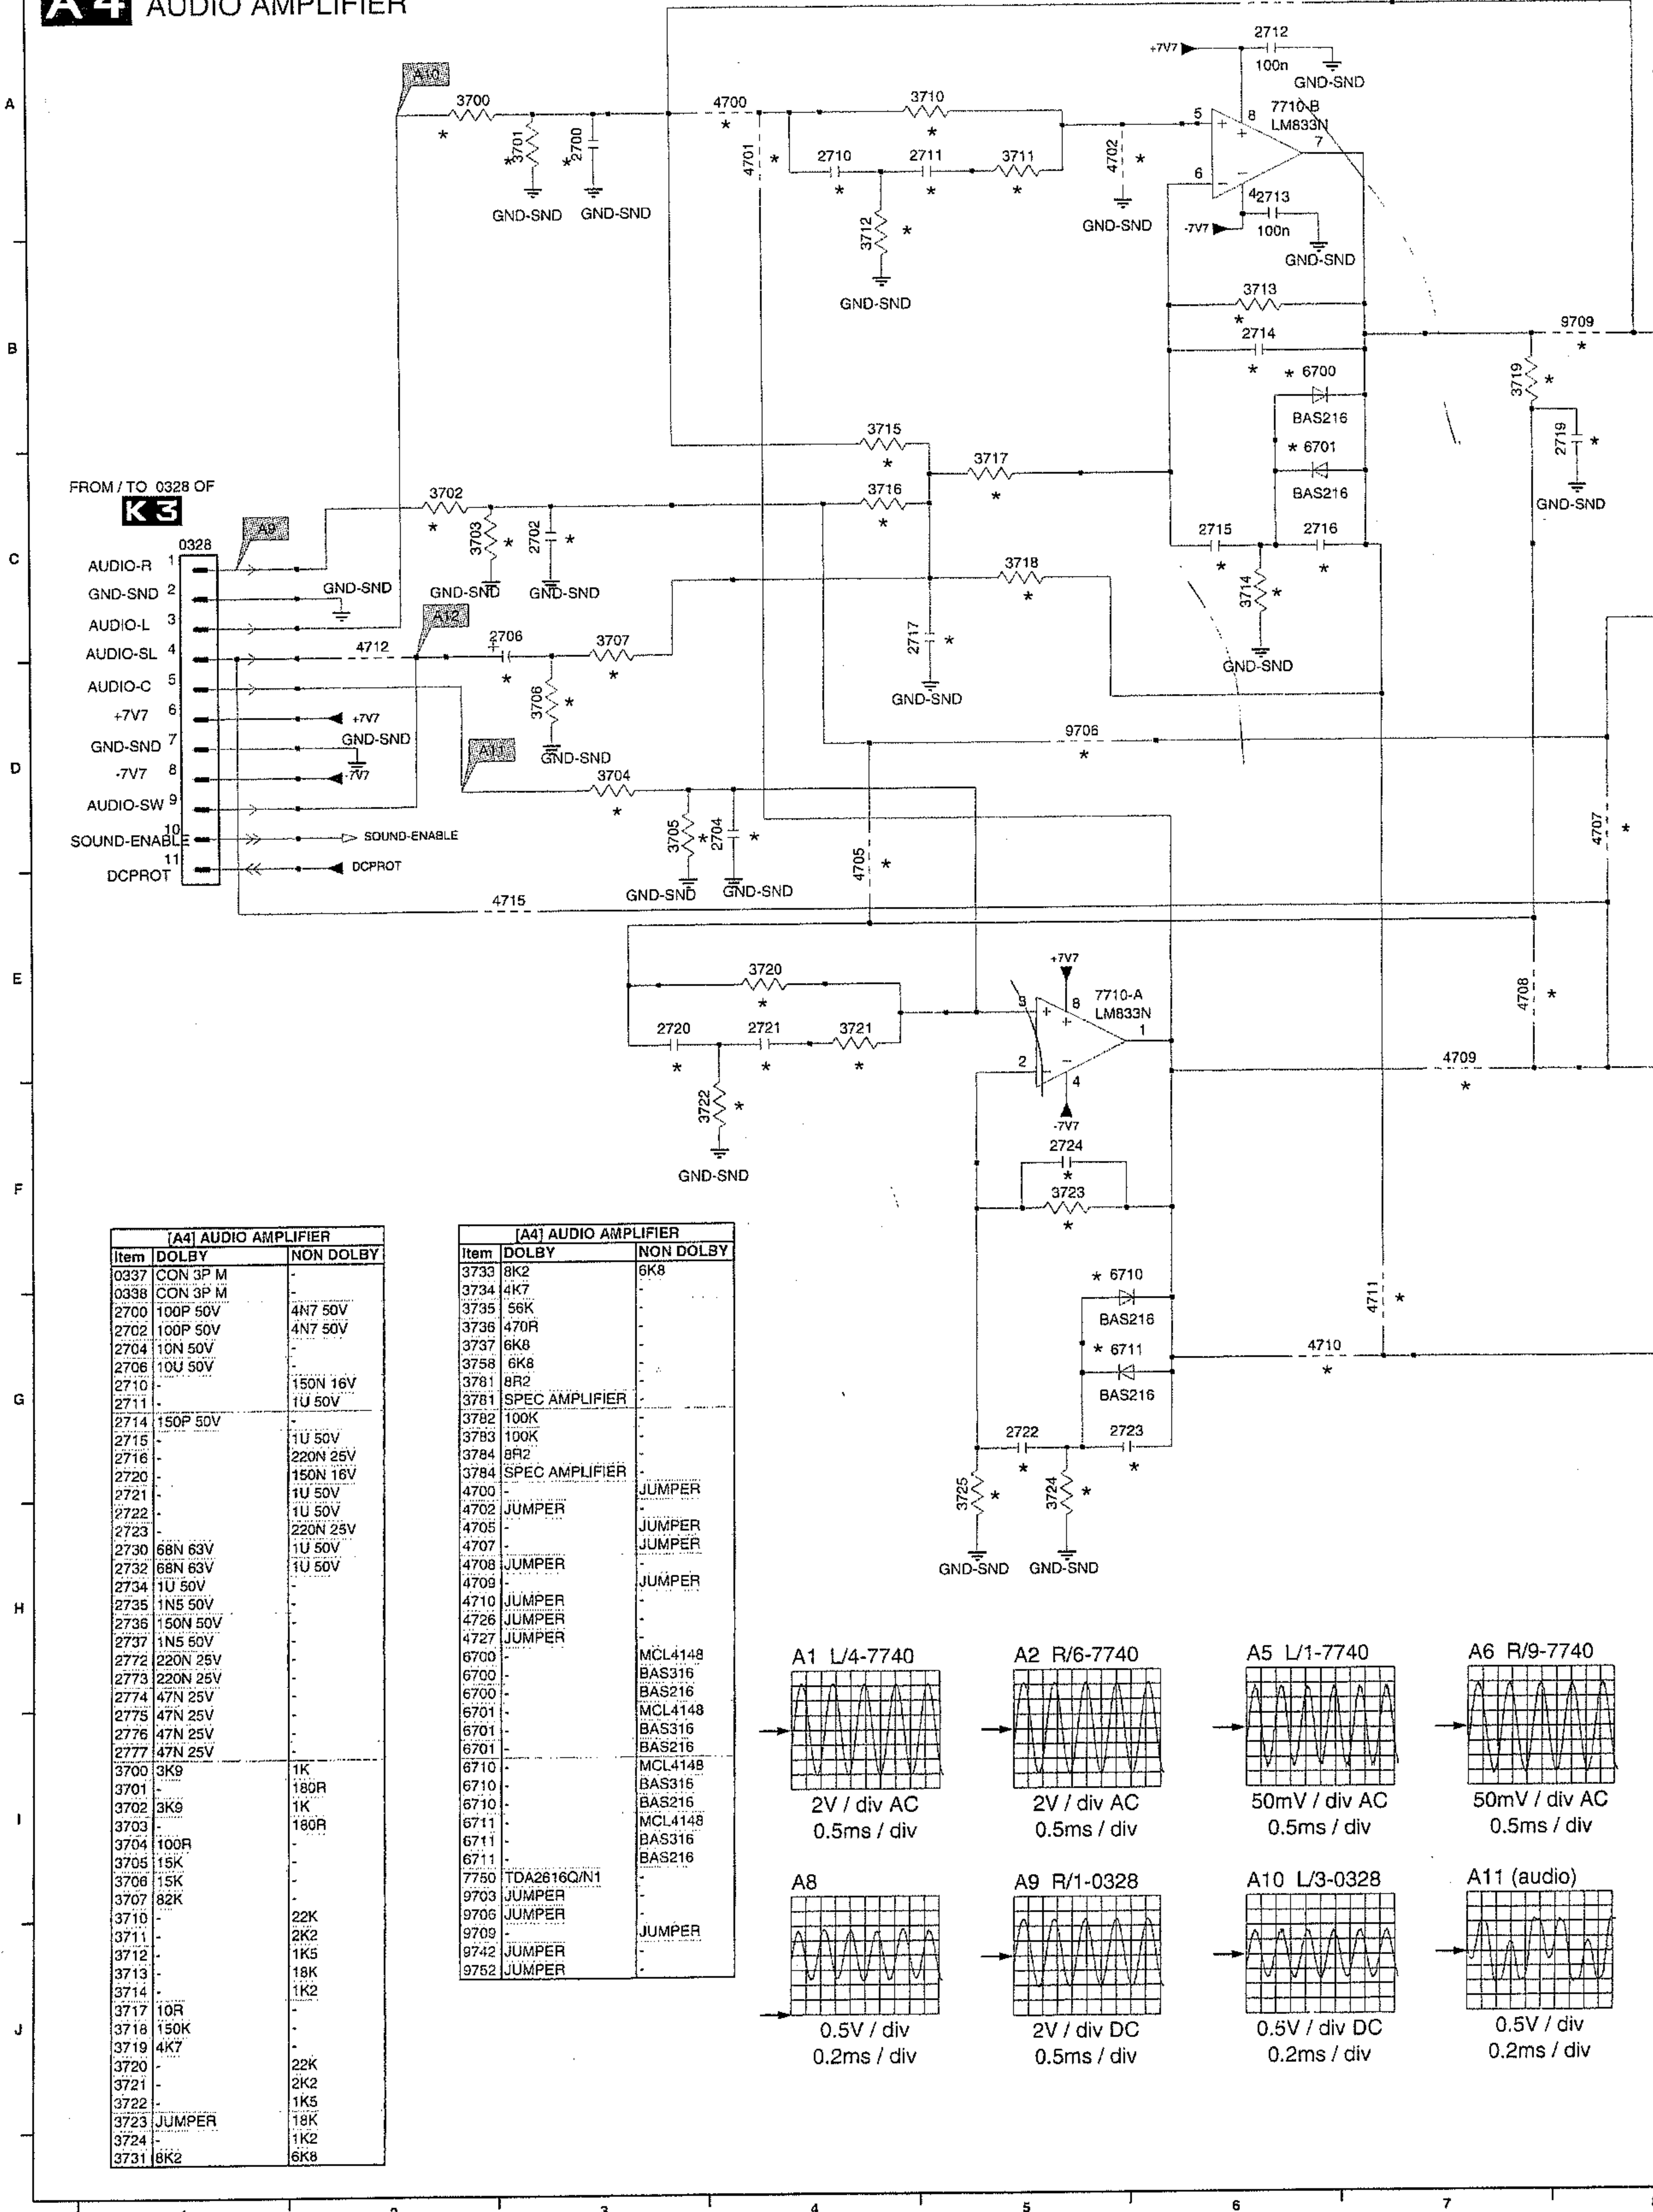 A4 AUDIO AMPLIFIER
2712
+7V7
100n
GND-SND
A10
3700
*
3701
*
2700
*
GND-SND GND-SND
4700
*
4701
*
3710
*
2710
*
2711
*
3711
*
3712
*
GND-SND
4702
*
GND-SND
7710-B
LM833N
5
8
7
6
4
2713
-7V7
100n
GND-SND
3713
*
2714
*
* 6700
BAS216
* 6701
BAS216
9709
*
3719
*
2719
*
GND-SND
3715
*
3716
*
3717
*
3718
*
2717
*
GND-SND
2715
*
2716
*
3714
*
GND-SND
FROM / TO 0328 OF
K 3
A9
0328
AUDIO-R 1
GND-SND 2
GND-SND
AUDIO-L 3
AUDIO-SL 4
AUDIO-C 5
+7V7 6
+7V7
GND-SND 7
GND-SND
-7V7 8
-7V7
AUDIO-SW 9
SOUND-ENABLE 10
SOUND-ENABLE
DCPROT 11
DCPROT
3702
*
3703
*
2702
*
GND-SND GND-SND
A12
4712
2706
*
3707
*
3706
*
GND-SND
A11
3704
*
3705
*
2704
*
GND-SND GND-SND
4715
9706
*
4705
*
4707
*
4708
*
4709
*
3720
*
2720
*
2721
*
3721
*
3722
*
GND-SND
+7V7
7710-A
LM833N
3
8
1
2
4
-7V7
2724
*
3723
*
* 6710
BAS216
* 6711
BAS216
4711
*
4710
*
2722
*
2723
*
3725
*
3724
*
GND-SND GND-SND
[A4] AUDIO AMPLIFIER
Item DOLBY NON DOLBY
0337 CON 3P M -
0338 CON 3P M -
2700 100P 50V 4N7 50V
2702 100P 50V 4N7 50V
2704 10N 50V -
2706 10U 50V -
2710 - 150N 16V
2711 - 1U 50V
2714 150P 50V -
2715 - 1U 50V
2716 - 220N 25V
2720 - 150N 16V
2721 - 1U 50V
2722 - 1U 50V
2723 - 220N 25V
2730 68N 63V 1U 50V
2732 68N 63V 1U 50V
2734 1U 50V -
2735 1N5 50V -
2736 150N 50V -
2737 1N5 50V -
2772 220N 25V -
2773 220N 25V -
2774 47N 25V -
2775 47N 25V -
2776 47N 25V -
2777 47N 25V -
3700 3K9 1K
3701 - 180R
3702 3K9 1K
3703 - 180R
3704 100R -
3705 15K -
3706 15K -
3707 82K -
3710 - 22K
3711 - 2K2
3712 - 1K5
3713 - 18K
3714 - 1K2
3717 10R -
3718 150K -
3719 4K7 -
3720 - 22K
3721 - 2K2
3722 - 1K5
3723 JUMPER 18K
3724 - 1K2
3731 8K2 6K8
[A4] AUDIO AMPLIFIER
Item DOLBY NON DOLBY
3733 8K2 6K8
3734 4K7 -
3735 56K -
3736 470R -
3737 6K8 -
3758 6K8 -
3781 8R2 -
3781 SPEC AMPLIFIER -
3782 100K -
3783 100K -
3784 8R2 -
3784 SPEC AMPLIFIER -
4700 - JUMPER
4702 JUMPER -
4705 - JUMPER
4707 - JUMPER
4708 JUMPER -
4709 - JUMPER
4710 JUMPER -
4726 JUMPER -
4727 JUMPER -
6700 - MCL4148
6700 - BAS316
6700 - BAS216
6701 - MCL4148
6701 - BAS316
6701 - BAS216
6710 - MCL4148
6710 - BAS316
6710 - BAS216
6711 - MCL4148
6711 - BAS316
6711 - BAS216
7750 TDA2616Q/N1 -
9703 JUMPER -
9706 JUMPER -
9709 - JUMPER
9742 JUMPER -
9752 JUMPER -
A1 L/4-7740
2V / div AC
0.5ms / div
A2 R/6-7740
2V / div AC
0.5ms / div
A5 L/1-7740
50mV / div AC
0.5ms / div
A6 R/9-7740
50mV / div AC
0.5ms / div
A8
0.5V / div
0.2ms / div
A9 R/1-0328
2V / div DC
0.5ms / div
A10 L/3-0328
0.5V / div DC
0.2ms / div
A11 (audio)
0.5V / div
0.2ms / div
A
B
C
D
E
F
G
H
I
J
2 3 4 5 6 7